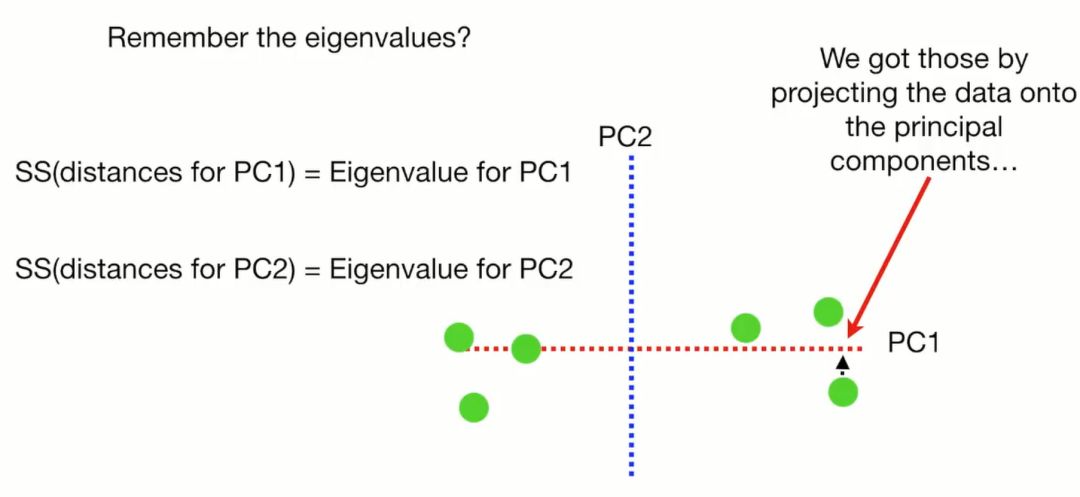 Remember the eigenvalues?
We got those by
projecting the data onto
the principal
components…
PC2
SS(distances for PC1) = Eigenvalue for PC1
SS(distances for PC2) = Eigenvalue for PC2
PC1